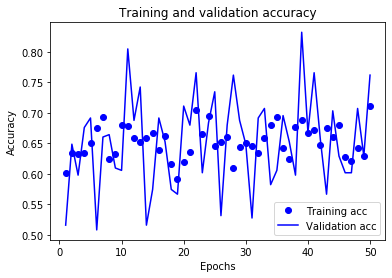 Training and validation accuracy
Accuracy
0.80
0.75
0.70
0.65
0.60
0.55
0.50
Training acc
Validation acc
0 10 20 30 40 50
Epochs